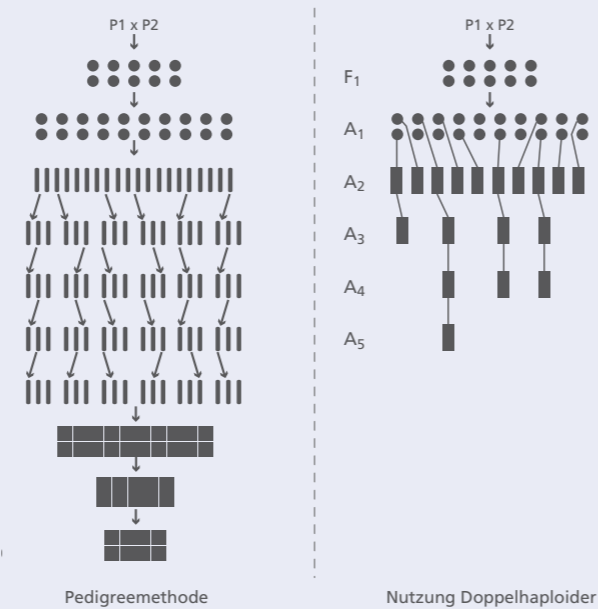 P1 x P2
P1 x P2
F₁
A₁
A₂
A₃
A₄
A₅
Pedigreemethode
Nutzung Doppelhaploider